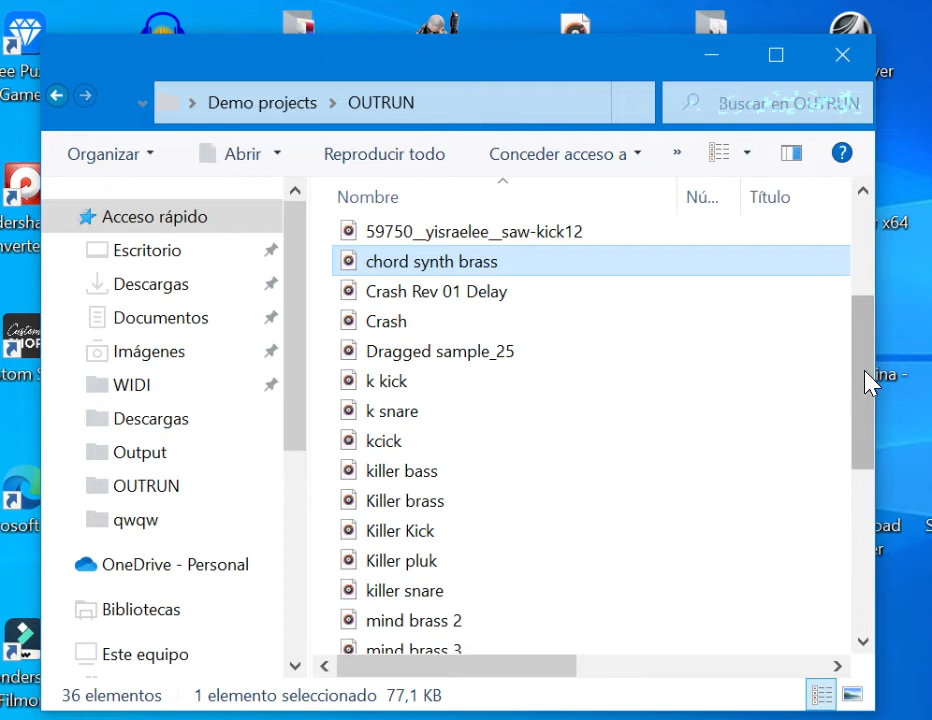 Demo projects > OUTRUN
Buscar en OUTRUN
Organizar
Abrir
Reproducir todo
Conceder acceso a
»
?
Nombre
Nú...
Título
Acceso rápido
Escritorio
Descargas
Documentos
Imágenes
WIDI
Descargas
Output
OUTRUN
qwqw
OneDrive - Personal
Bibliotecas
Este equipo
59750__yisraelee__saw-kick12
chord synth brass
Crash Rev 01 Delay
Crash
Dragged sample_25
k kick
k snare
kcick
killer bass
Killer brass
Killer Kick
Killer pluk
killer snare
mind brass 2
mind brass 3
36 elementos
1 elemento seleccionado 77,1 KB